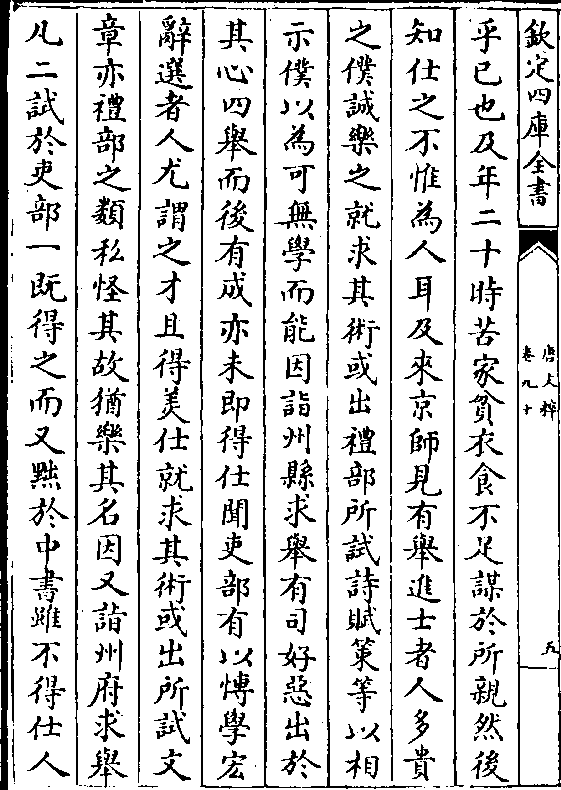 欽定四庫全書
唐文粹
卷九十
五
乎已也及年二十時苦家貧衣食不足謀於所親然後
知仕之不惟為人耳及來京師見有舉進士者人多貴
之僕誠樂之就求其術或出禮部所試詩賦策等以相
示僕以為可無學而能因詣州縣求舉有司好惡出於
其心四舉而後有成亦未即得仕聞吏部有以愽學宏
辭選者人尤謂之才且得美仕就求其術或出所試文
章亦禮部之類私怪其故猶樂其名因又詣州府求舉
凡二試於吏部一既得之而又黜於中書雖不得仕人